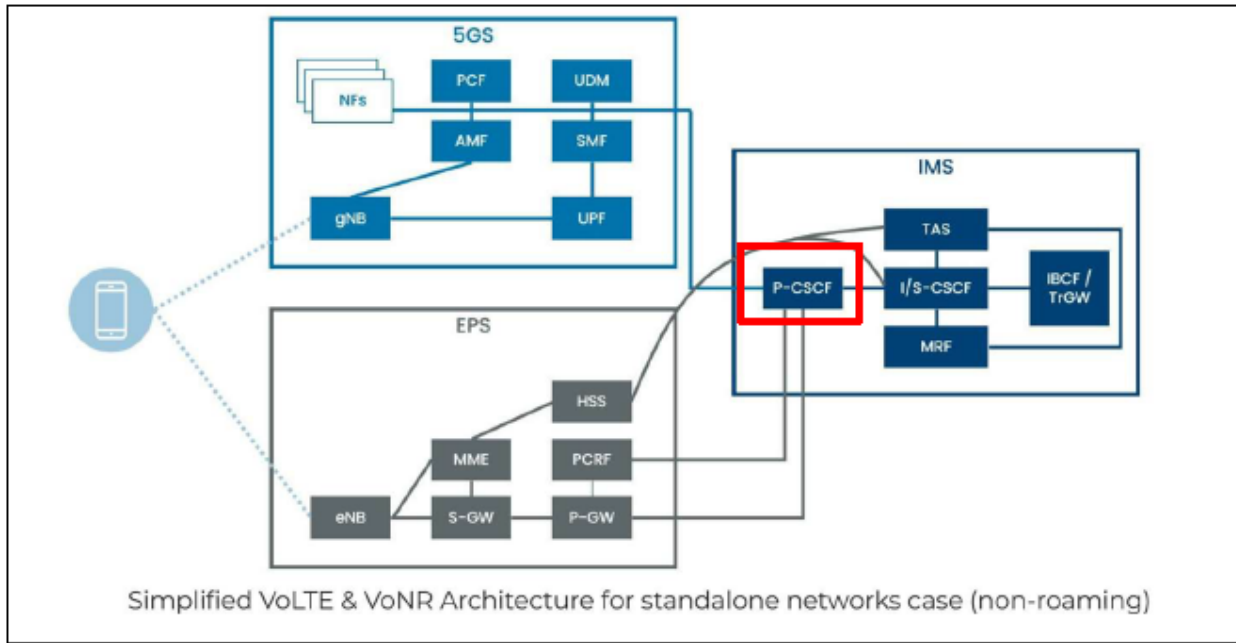 5GS
PCF
UDM
NFs
AMF
SMF
gNB
UPF
IMS
TAS
P-CSCF
I/S-CSCF
IBCF /
TrGW
MRF
EPS
HSS
MME
PCRF
eNB
S-GW
P-GW
Simplified VoLTE & VoNR Architecture for standalone networks case (non-roaming)